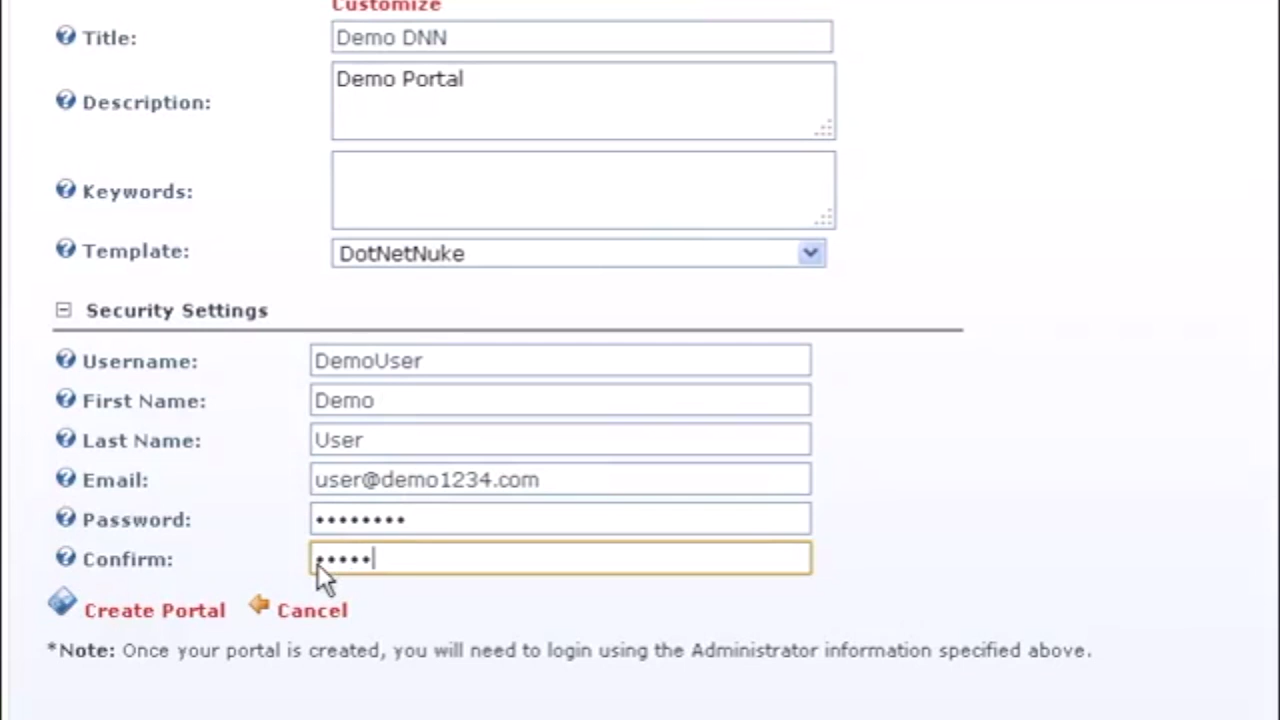 Customize
Title: Demo DNN
Description: Demo Portal
Keywords:
Template: DotNetNuke
Security Settings
Username: DemoUser
First Name: Demo
Last Name: User
Email: user@demo1234.com
Password: ••••••••
Confirm: •••••
Create Portal Cancel
*Note: Once your portal is created, you will need to login using the Administrator information specified above.